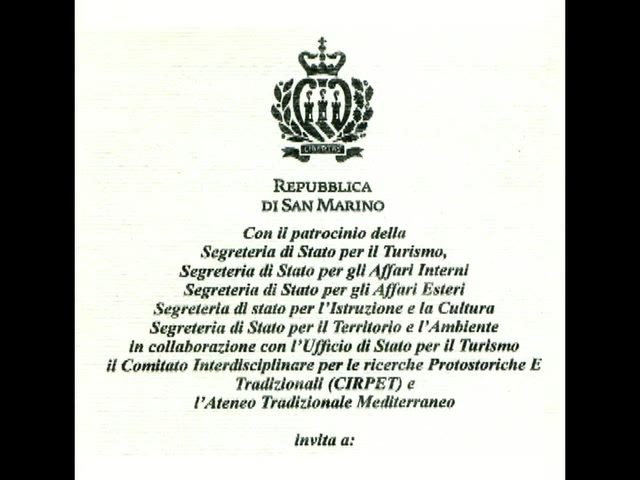 LIBERTAS
REPUBBLICA
DI SAN MARINO
Con il patrocinio della
Segreteria di Stato per il Turismo,
Segreteria di Stato per gli Affari Interni
Segreteria di Stato per gli Affari Esteri
Segreteria di stato per l'Istruzione e la Cultura
Segreteria di Stato per il Territorio e l'Ambiente
in collaborazione con l'Ufficio di Stato per il Turismo
il Comitato Interdisciplinare per le ricerche Protostoriche E
Tradizionali (CIRPET) e
l'Ateneo Tradizionale Mediterraneo
invita a: